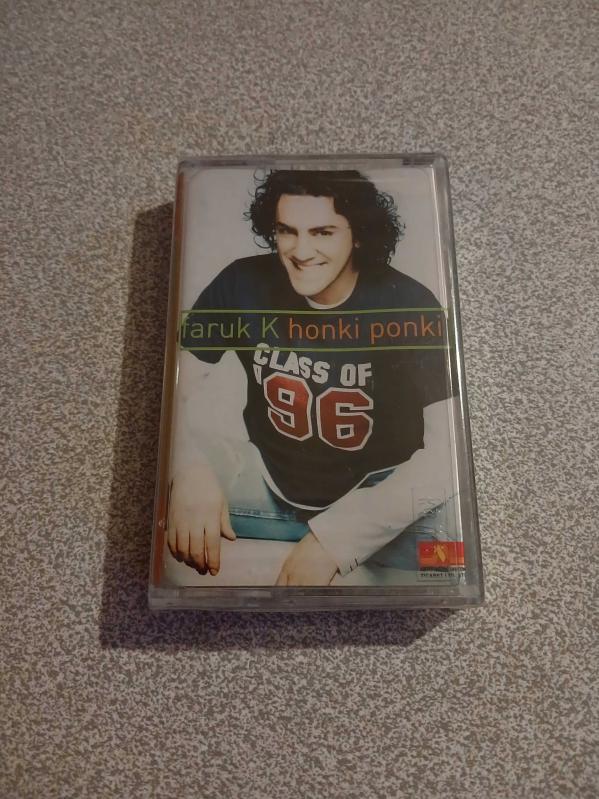 faruk K honki ponki
CLASS OF
'96